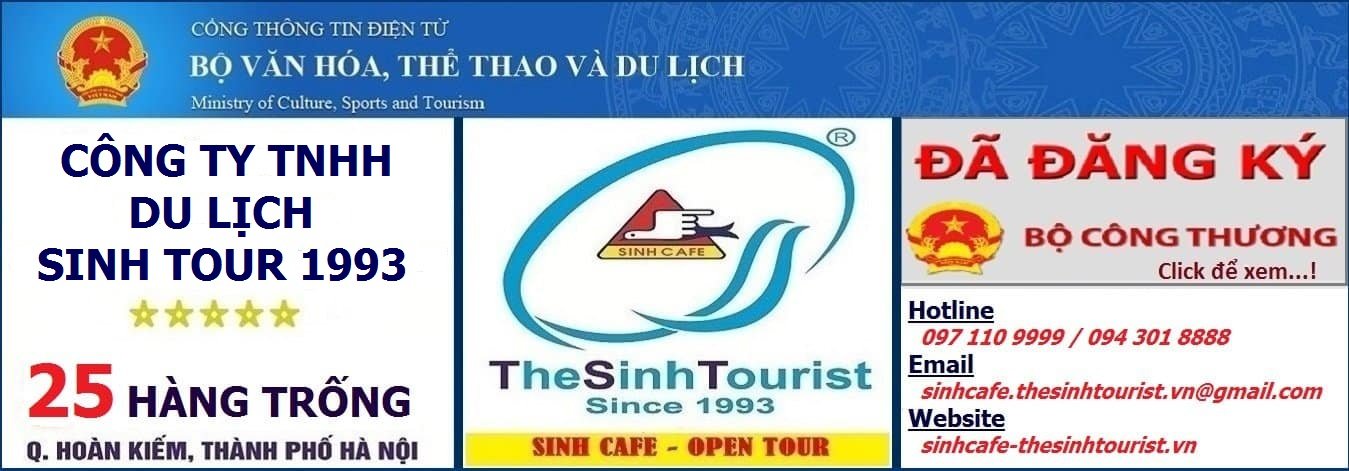 CỔNG THÔNG TIN ĐIỆN TỬ
BỘ VĂN HÓA, THỂ THAO VÀ DU LỊCH
Ministry of Culture, Sports and Tourism
CÔNG TY TNHH
DU LỊCH
SINH TOUR 1993
25 HÀNG TRỐNG
Q. HOÀN KIẾM, THÀNH PHỐ HÀ NỘI
®
SINH CAFE
TheSinhTourist
Since 1993
SINH CAFE - OPEN TOUR
ĐÃ ĐĂNG KÝ
BỘ CÔNG THƯƠNG
Click để xem...!
Hotline
097 110 9999 / 094 301 8888
Email
sinhcafe.thesinhtourist.vn@gmail.com
Website
sinhcafe-thesinhtourist.vn